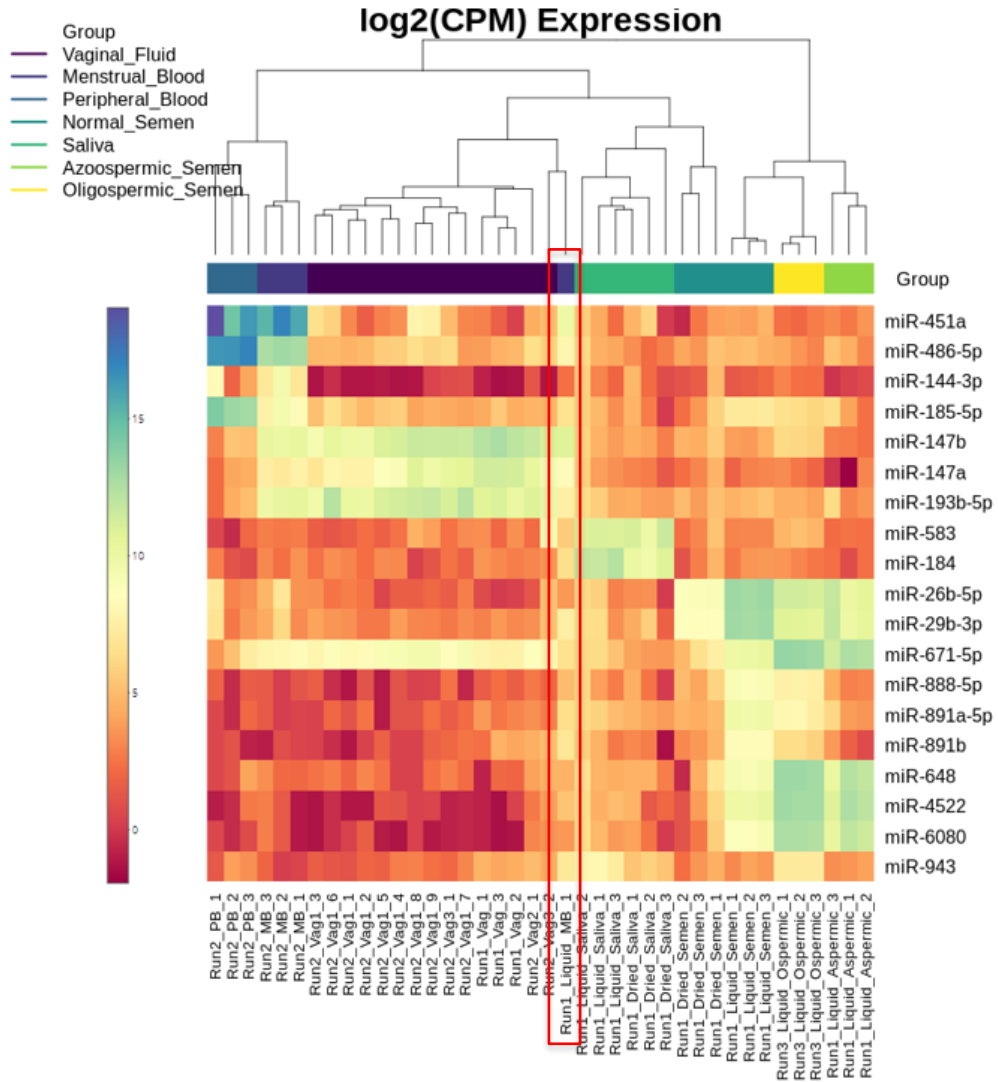 log2(CPM) Expression
Group
Vaginal_Fluid
Menstrual_Blood
Peripheral_Blood
Normal_Semen
Saliva
Azoospermic_Semen
Oligospermic_Semen
Group
15
10
5
0
miR-451a
miR-486-5p
miR-144-3p
miR-185-5p
miR-147b
miR-147a
miR-193b-5p
miR-583
miR-184
miR-26b-5p
miR-29b-3p
miR-671-5p
miR-888-5p
miR-891a-5p
miR-891b
miR-648
miR-4522
miR-6080
miR-943
Run2_PB_1
Run2_PB_2
Run2_PB_3
Run2_MB_3
Run2_MB_2
Run2_MB_1
Run2_Vag1_3
Run2_Vag1_6
Run2_Vag1_1
Run2_Vag1_2
Run2_Vag1_5
Run2_Vag1_4
Run2_Vag1_8
Run2_Vag1_9
Run2_Vag3_1
Run2_Vag1_7
Run1_Vag_1
Run1_Vag_3
Run1_Vag_2
Run2_Vag2_1
Run2_Vag3_2
Run1_Liquid_MB_1
Run1_Liquid_Saliva_2
Run1_Liquid_Saliva_1
Run1_Liquid_Saliva_3
Run1_Dried_Saliva_1
Run1_Dried_Saliva_2
Run1_Dried_Saliva_3
Run1_Dried_Semen_2
Run1_Dried_Semen_3
Run1_Dried_Semen_1
Run1_Liquid_Semen_1
Run1_Liquid_Semen_2
Run1_Liquid_Semen_3
Run3_Liquid_Ospermic_1
Run3_Liquid_Ospermic_2
Run3_Liquid_Ospermic_3
Run1_Liquid_Aspermic_3
Run1_Liquid_Aspermic_1
Run1_Liquid_Aspermic_2